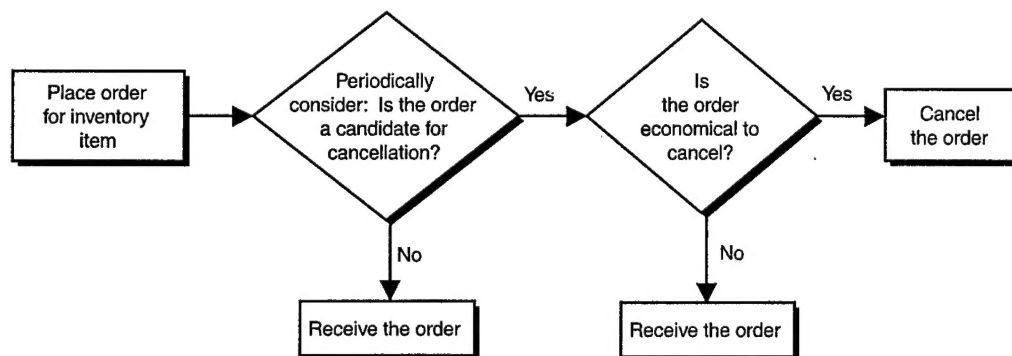 Place order
for inventory
item
Periodically
consider: Is the order
a candidate for
cancellation?
Yes
Is
the order
economical to
cancel?
Yes
Cancel
the order
No
No
Receive the order
Receive the order